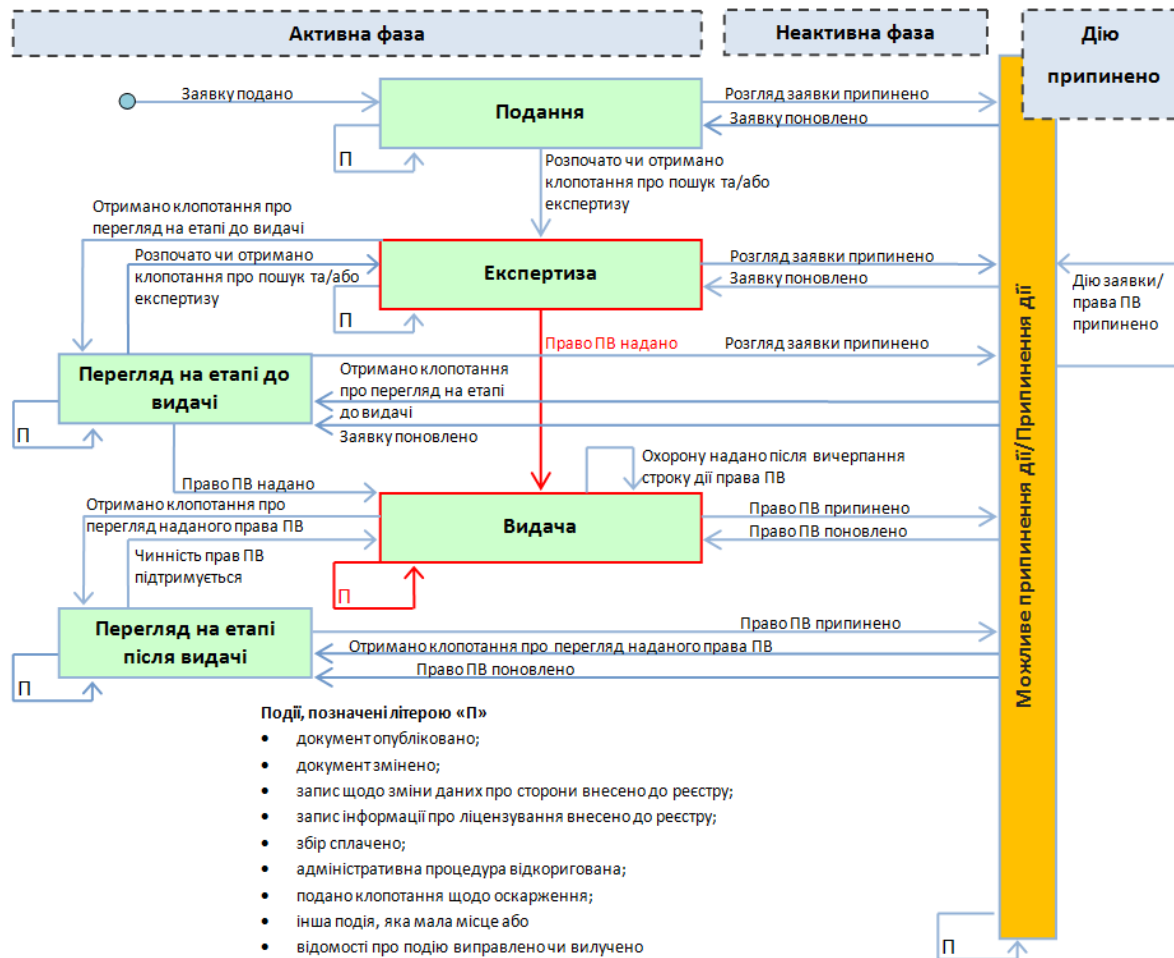 Активна фаза
Неактивна фаза
Дію
припинено
Заявку подано
Подання
Розгляд заявки припинено
Заявку поновлено
П
Розпочато чи отримано
клопотання про пошук та/або
експертизу
Отримано клопотання про
перегляд на етапі до видачі
Розпочато чи отримано
клопотання про пошук та/або
експертизу
Експертиза
Розгляд заявки припинено
Заявку поновлено
П
Дію заявки/
права ПВ
припинено
Право ПВ надано
Розгляд заявки припинено
Перегляд на етапі до
видачі
Отримано клопотання
про перегляд на етапі
до видачі
Заявку поновлено
П
Охорону надано після вичерпання
строку дії права ПВ
Право ПВ надано
Отримано клопотання про
перегляд наданого права ПВ
Видача
Право ПВ припинено
Право ПВ поновлено
Чинність прав ПВ
підтримується
П
Перегляд на етапі
після видачі
Право ПВ припинено
Отримано клопотання про перегляд наданого права ПВ
Право ПВ поновлено
П
Можливе припинення дії/Припинення дії
Події, позначені літерою «П»
• документ опубліковано;
• документ змінено;
• запис щодо зміни даних про сторони внесено до реєстру;
• запис інформації про ліцензування внесено до реєстру;
• збір сплачено;
• адміністративна процедура відкоригована;
• подано клопотання щодо оскарження;
• інша подія, яка мала місце або
• відомості про подію виправлено чи вилучено
П